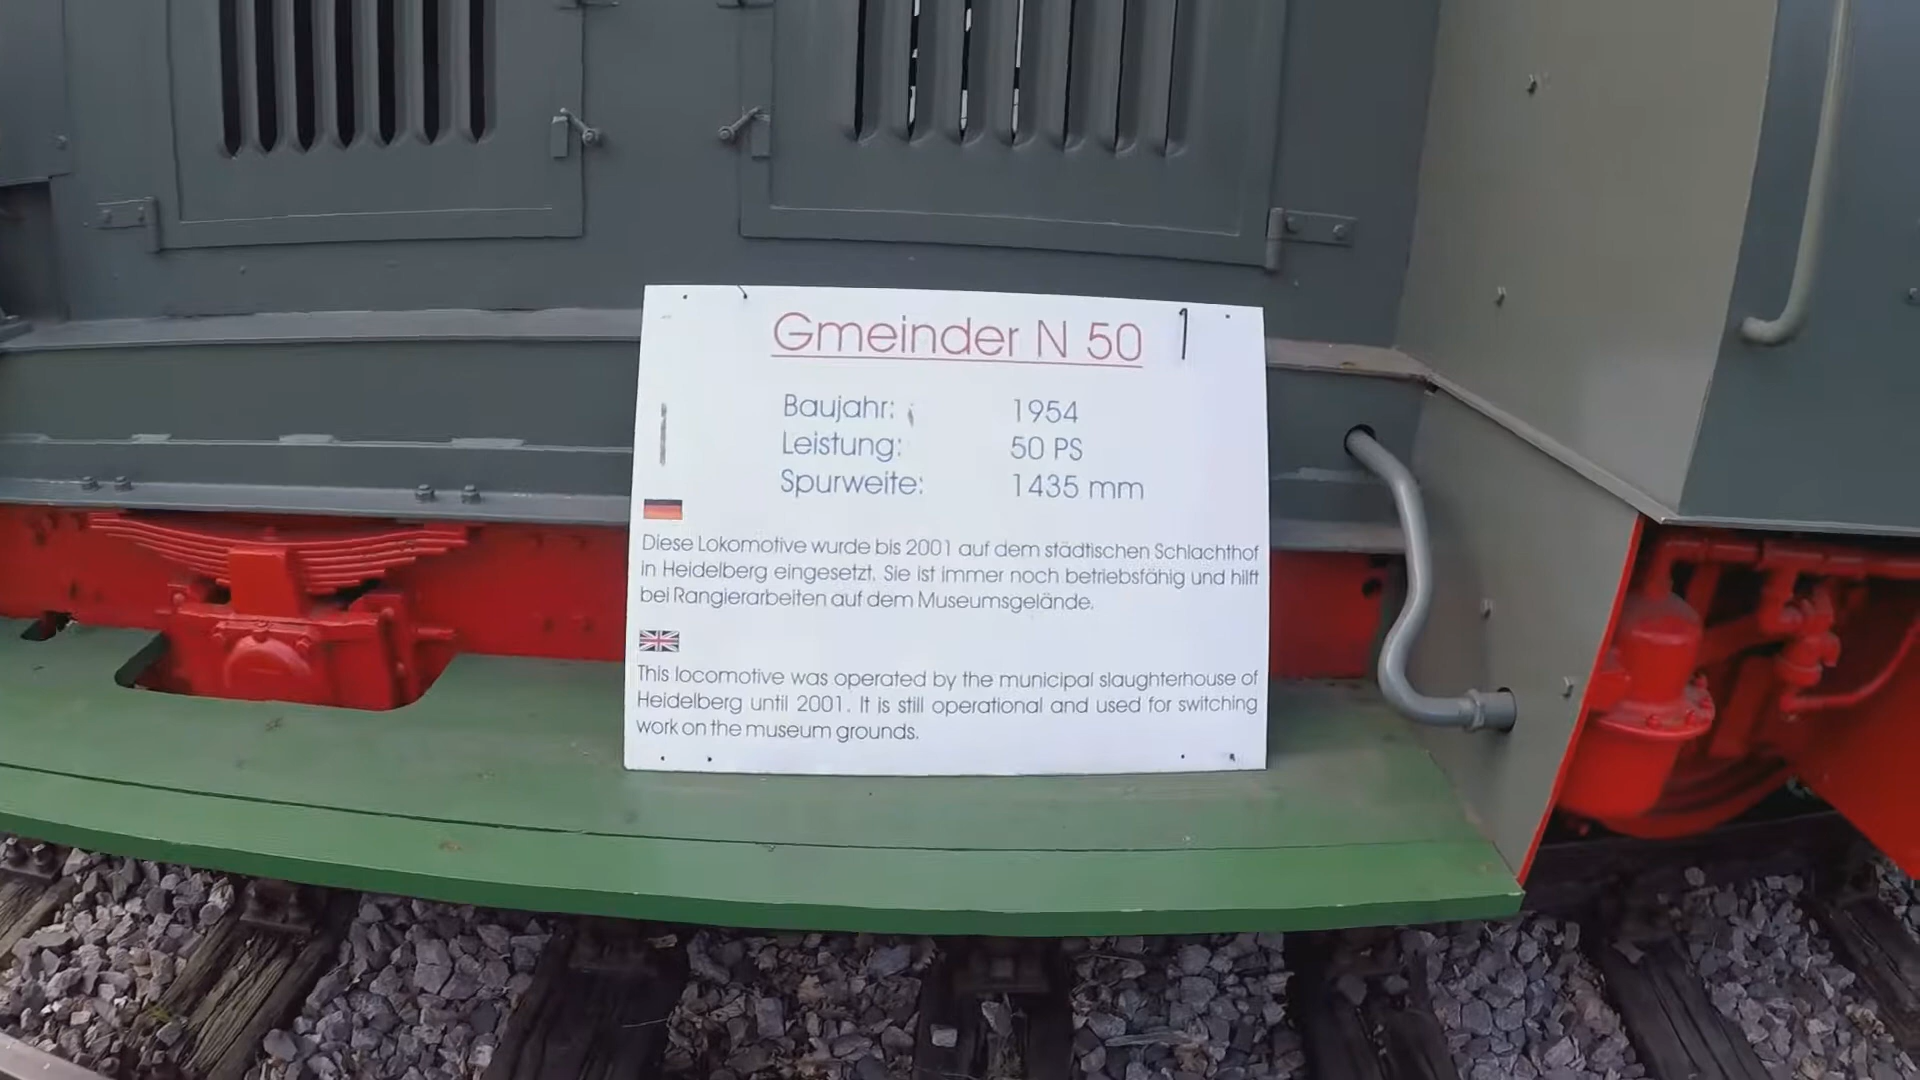 Gmeinder N 50
Baujahr: 1954
Leistung: 50 PS
Spurweite: 1435 mm
Diese Lokomotive wurde bis 2001 auf dem städtischen Schlachthof
in Heidelberg eingesetzt. Sie ist immer noch betriebsfähig und hilft
bei Rangierarbeiten auf dem Museumsgelände.
This locomotive was operated by the municipal slaughterhouse of
Heidelberg until 2001. It is still operational and used for switching
work on the museum grounds.